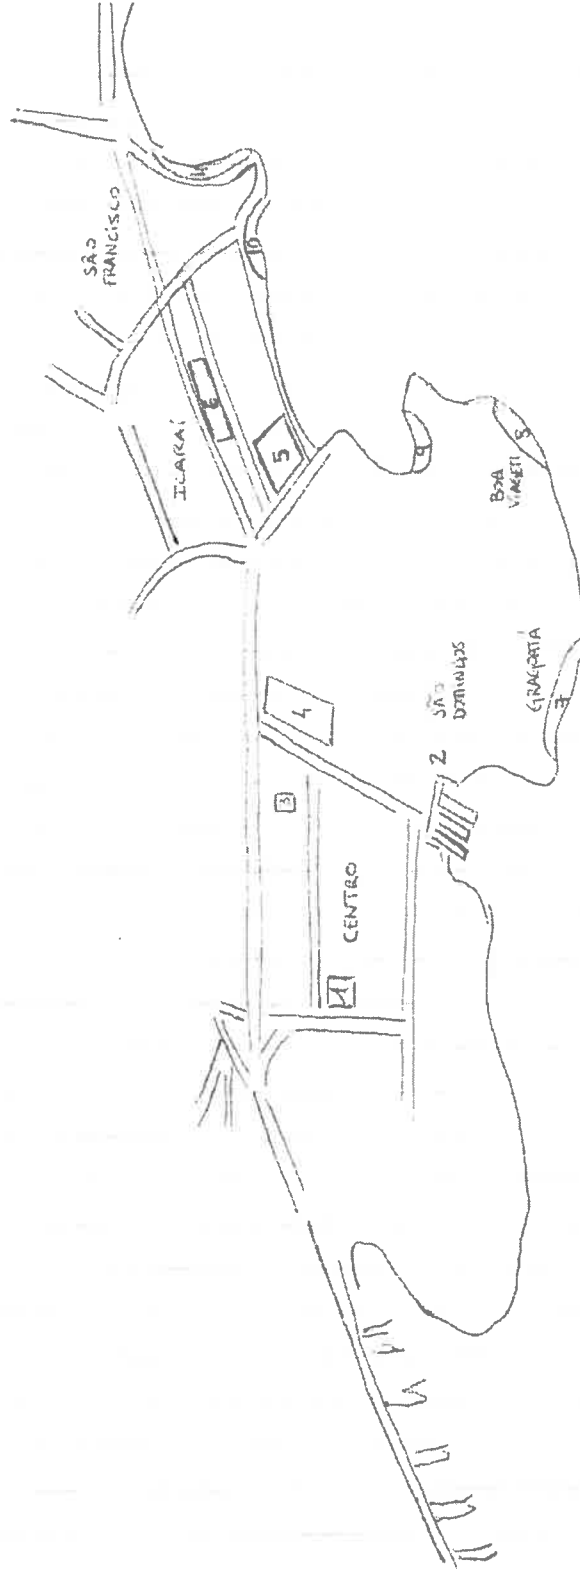 SÃO
FRANCISCO
ICARAÍ
11
10
6
5
9
BOA
VIAGEM
8
SÃO
DOMINGOS
GRAGOATÁ
7
4
3
2
CENTRO
1